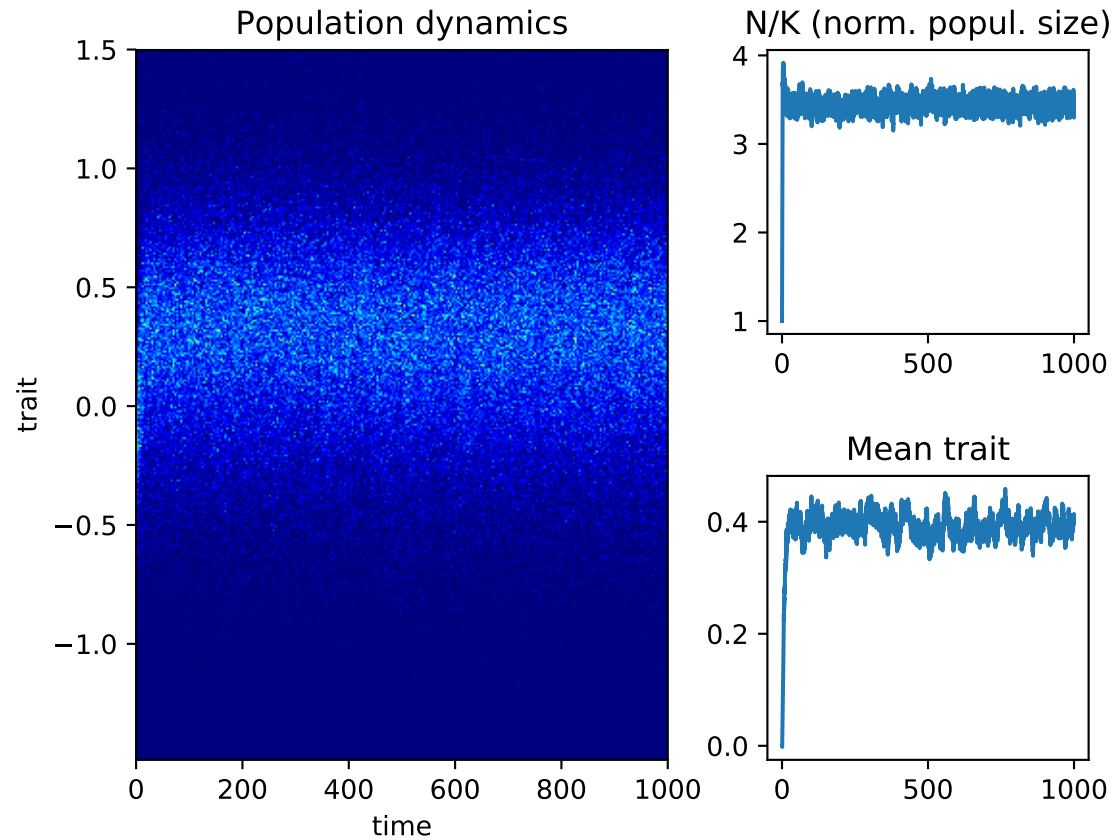 Population dynamics
1.5
1.0
0.5
0.0
−0.5
−1.0
trait
0 200 400 600 800 1000
time
N/K (norm. popul. size)
4
3
2
1
0 500 1000
Mean trait
0.4
0.2
0.0
0 500 1000